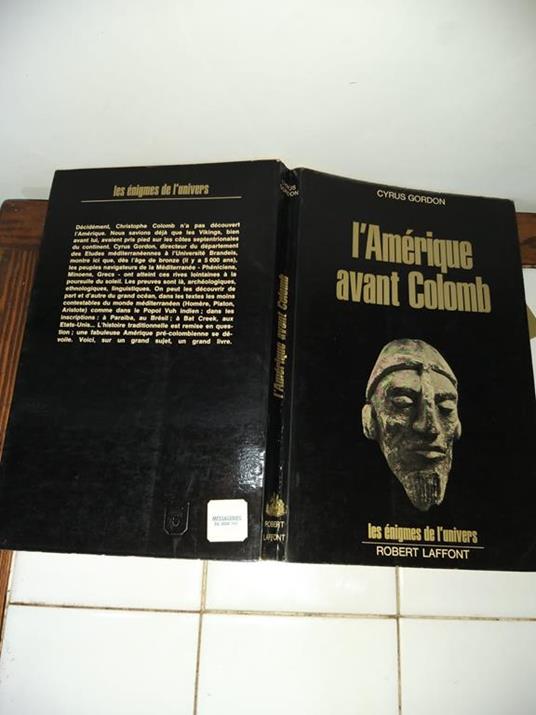 les énigmes de l'univers
Décidément, Christophe Colomb n'a pas découvert
l'Amérique. Nous savions déjà que les Vikings, bien
avant lui, avaient pris pied sur les côtes septentrionales
du continent. Cyrus Gordon, directeur du département
des Etudes méditerranéennes à l'Université Brandeis,
montre ici que, dès l'âge de bronze (il y a 5 000 ans),
les peuples navigateurs de la Méditerranée - Phéniciens,
Minoens, Grecs - ont atteint ces rives lointaines à la
poursuite du soleil. Les preuves sont là, archéologiques,
ethnologiques, linguistiques. On peut les découvrir de
part et d'autre du grand océan, dans les textes les moins
contestables du monde méditerranéen (Homère, Platon,
Aristote) comme dans le Popol Vuh indien ; dans les
inscriptions : à Paraiba, au Brésil ; à Bat Creek, aux
Etats-Unis... L'histoire traditionnelle est remise en ques-
tion ; une fabuleuse Amérique pré-colombienne se dé-
voile. Voici, sur un grand sujet, un grand livre.
MESSAGERIES
CYRUS
GORDON
l'Amérique avant Colomb
ROBERT
LAFFONT
CYRUS GORDON
l'Amérique
avant Colomb
les énigmes de l'univers
ROBERT LAFFONT